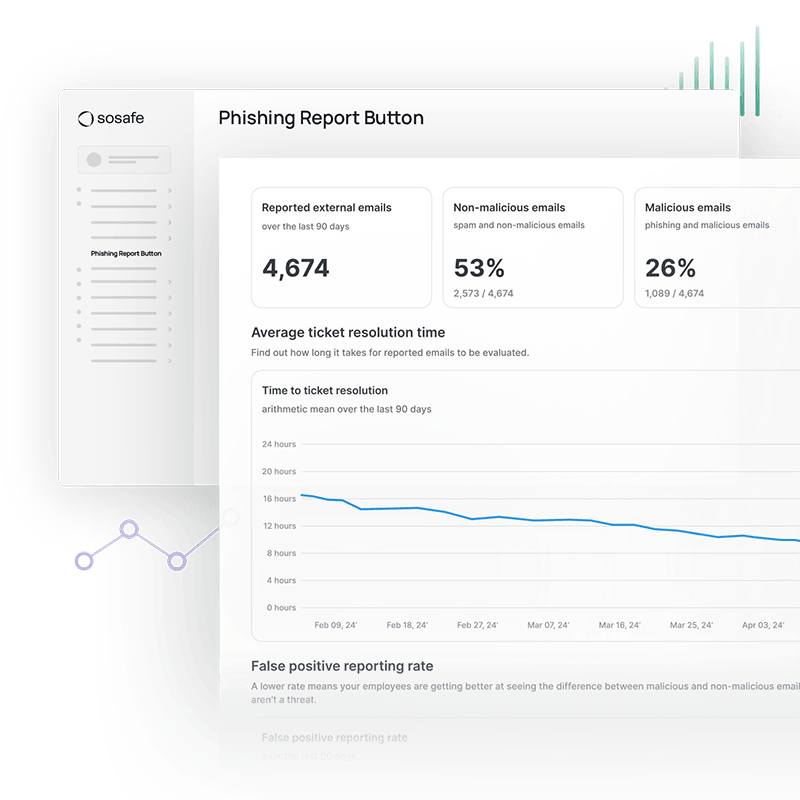 sosafe
Phishing Report Button
Phishing Report Button
Reported external emails
over the last 90 days
4,674
Non-malicious emails
spam and non-malicious emails
53%
2,573 / 4,674
Malicious emails
phishing and malicious emails
26%
1,089 / 4,674
Average ticket resolution time
Find out how long it takes for reported emails to be evaluated.
Time to ticket resolution
arithmetic mean over the last 90 days
24 hours
20 hours
16 hours
12 hours
8 hours
4 hours
0 hours
Feb 09, 24' Feb 18, 24' Feb 27, 24' Mar 07, 24' Mar 16, 24' Mar 25, 24' Apr 03, 24'
False positive reporting rate
A lower rate means your employees are getting better at seeing the difference between malicious and non-malicious email
aren't a threat.
False positive reporting rate
over the last 90 days